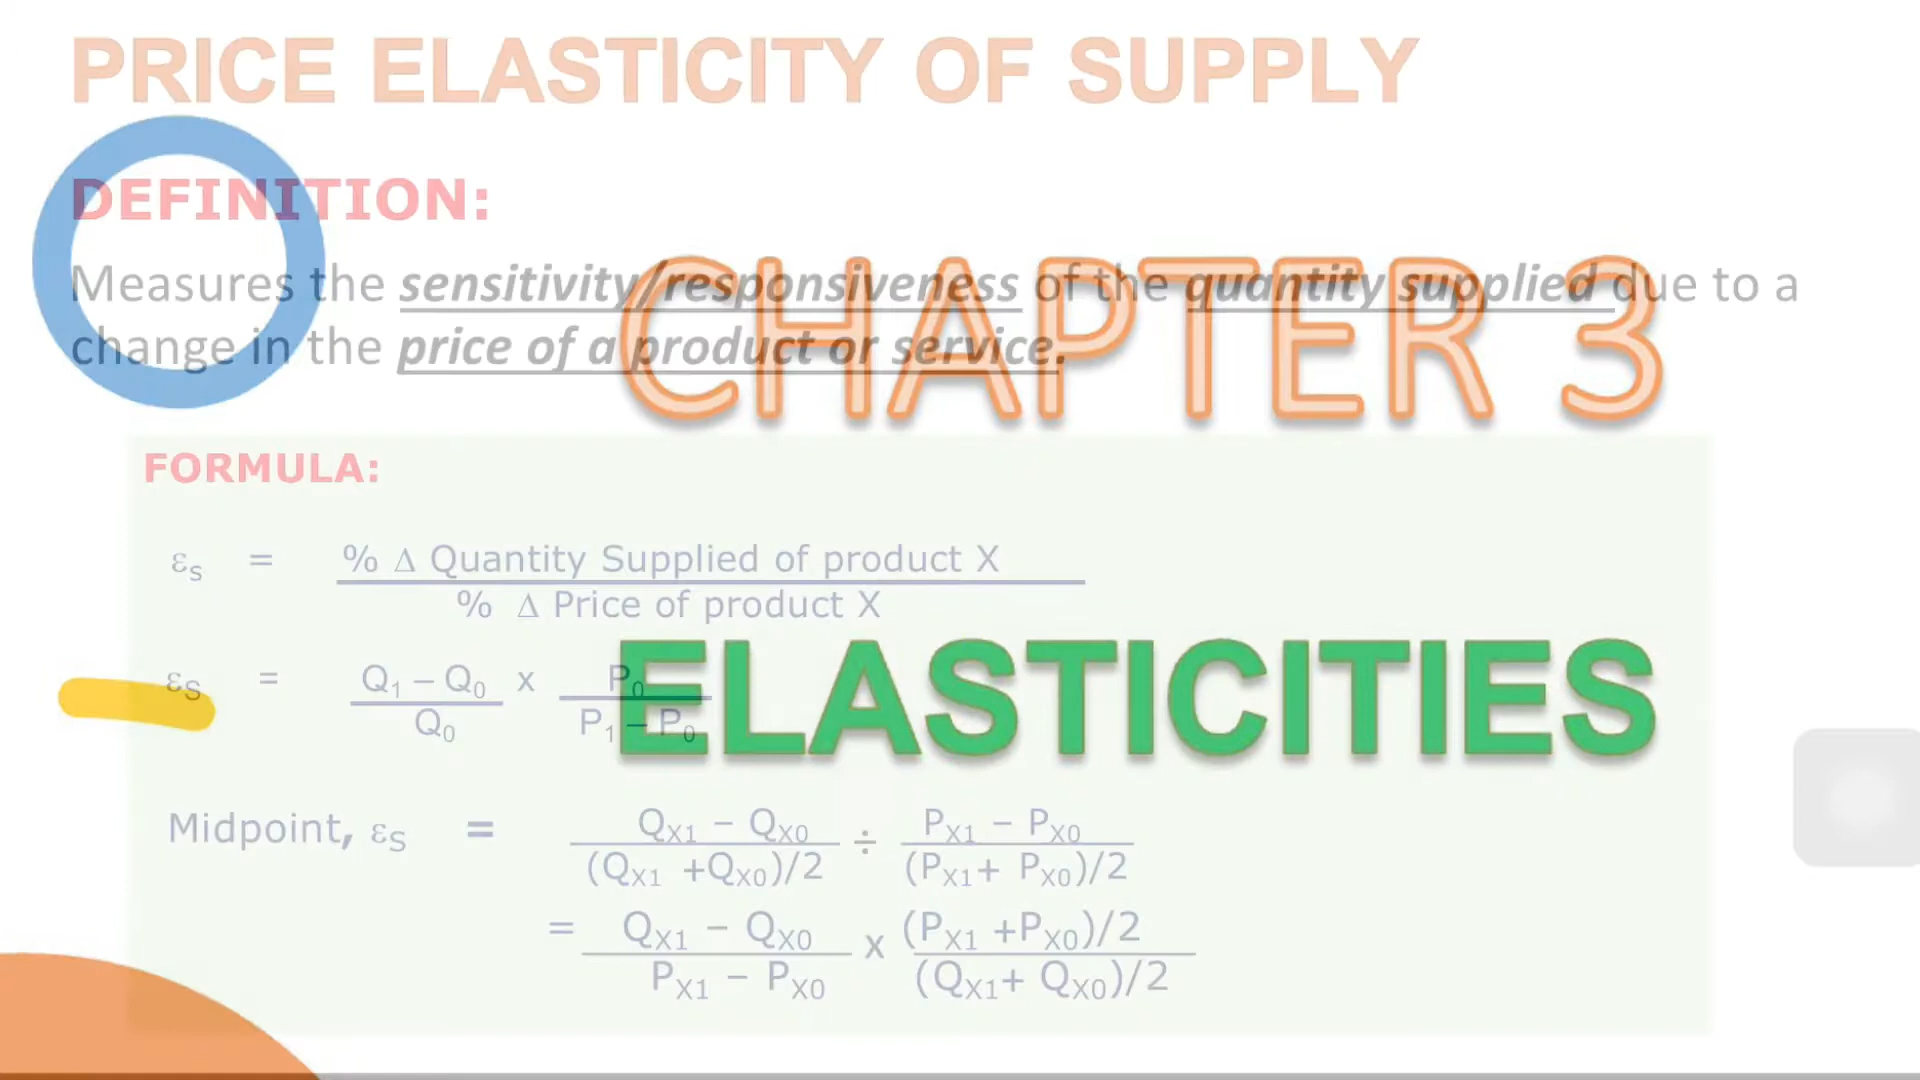 PRICE ELASTICITY OF SUPPLY
DEFINITION:
Measures the sensitivity/responsiveness of the quantity supplied due to a
change in the price of a product or service.
CHAPTER 3
FORMULA:
εS = % Δ Quantity Supplied of product X
% Δ Price of product X
ELASTICITIES
εS = Q1 – Q0 x P0
Q0 P1 – P0
Midpoint, εS = QX1 – QX0 ÷ PX1 – PX0
(QX1 +QX0)/2 (PX1+ PX0)/2
= QX1 – QX0 x (PX1 +PX0)/2
PX1 – PX0 (QX1+ QX0)/2